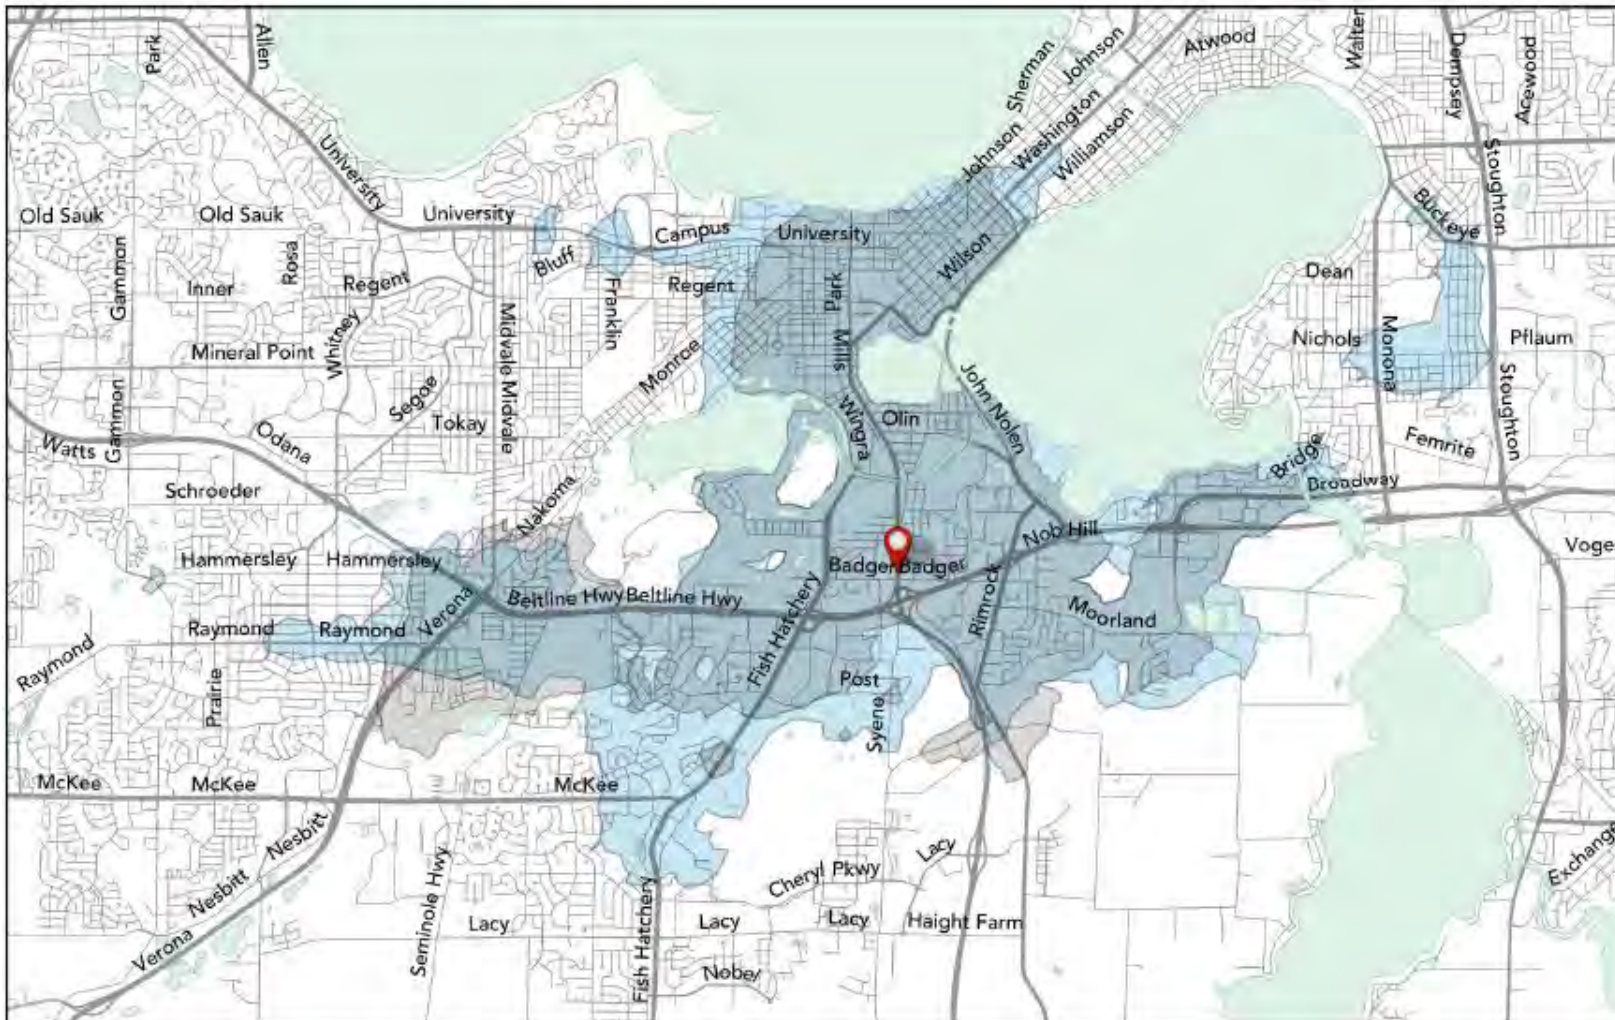 Park
Allen
Sherman
Johnson
Atwood
Walter
Dempsey
Acewood
University
Johnson
Washington
Williamson
Stoughton
Old Sauk
Old Sauk
University
Campus
University
Buckeye
Gammon
Inner
Rosa
Regent
Bluff
Franklin
Regent
Park
Wilson
Dean
Mineral Point
Whitney
Midvale Midvale
Monroe
Mills
Nichols
Monona
Pflaum
Gammon
Segoe
Tokay
Wingra
Olin
John Nolen
Stoughton
Watts
Odana
Femrite
Schroeder
Nakoma
Bridge
Broadway
Hammersley
Hammersley
Badger
Badger
Nob Hill
Voge
Beltline Hwy
Beltline Hwy
Verona
Fish Hatchery
Rimrock
Moorland
Raymond
Raymond
Raymond
Prairie
Post
Syene
McKee
McKee
McKee
Nesbitt
Lacy
Nesbitt
Cheryl Pkwy
Exchange
Verona
Seminole Hwy
Lacy
Fish Hatchery
Lacy
Lacy
Haight Farm
Nobel